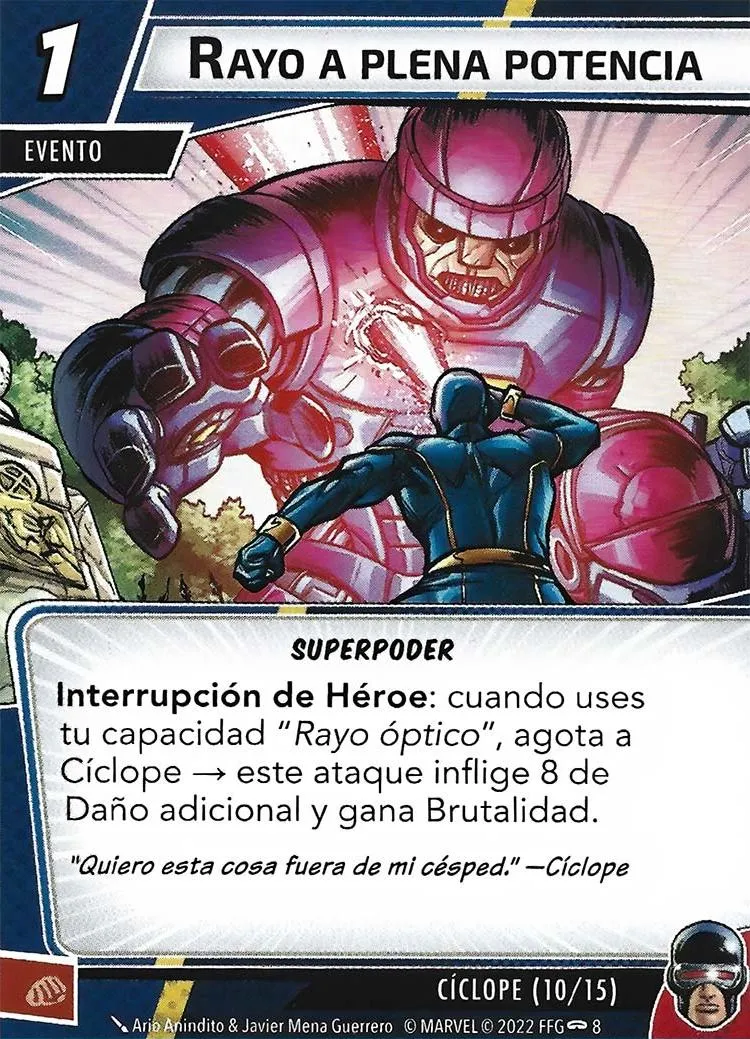 1
RAYO A PLENA POTENCIA
EVENTO
SUPERPODER
Interrupción de Héroe: cuando uses
tu capacidad "Rayo óptico", agota a
Cíclope → este ataque inflige 8 de
Daño adicional y gana Brutalidad.
"Quiero esta cosa fuera de mi césped." —Cíclope
CÍCLOPE (10/15)
Ario Anindito & Javier Mena Guerrero © MARVEL © 2022 FFG 8